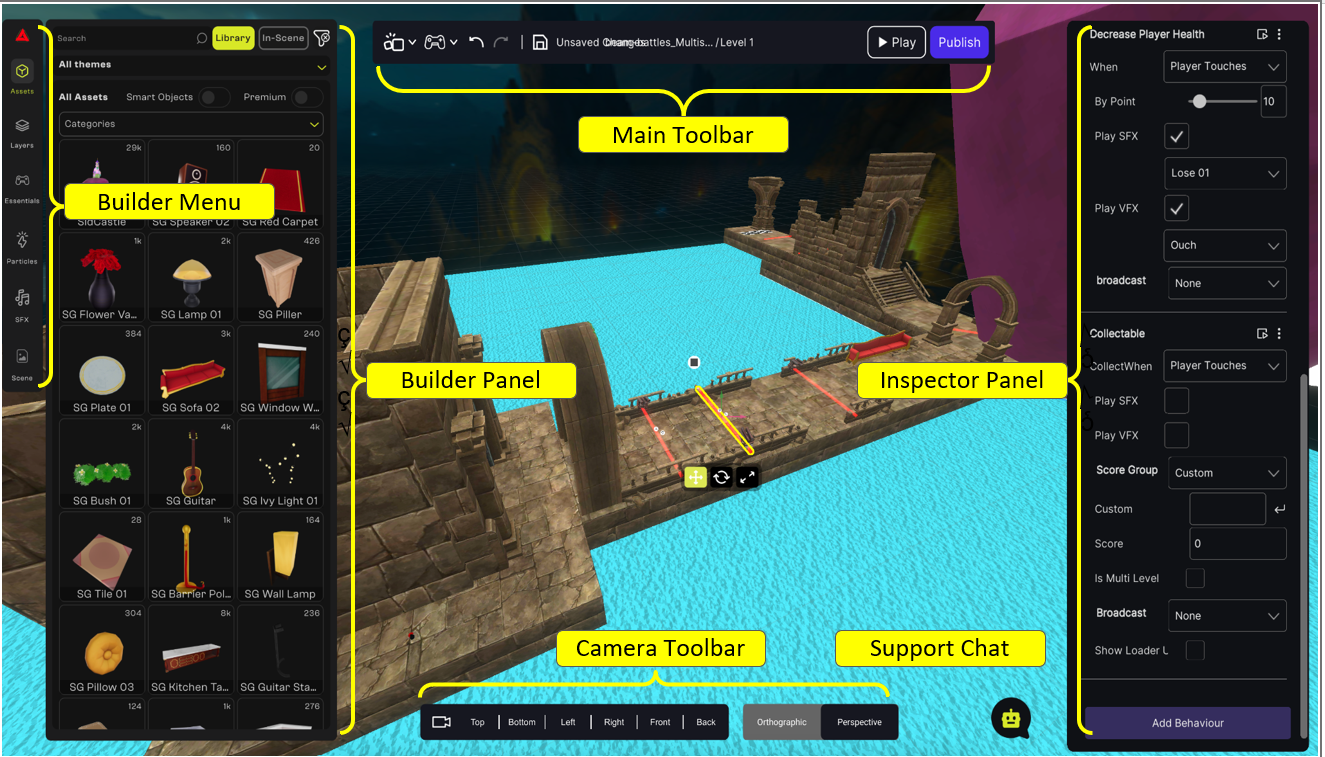 Search
Library
In-Scene
All themes
All Assets
Smart Objects
Premium
Categories
29k
160
20
SidCastle
SG Speaker 02
SG Red Carpet
1k
2k
426
SG Flower Va...
SG Lamp 01
SG Piller
384
3k
240
SG Plate 01
SG Sofa 02
SG Window W...
2k
4k
4k
SG Bush 01
SG Guitar
SG Ivy Light 01
28
1k
164
SG Tile 01
SG Barrier Pol...
SG Wall Lamp
304
8k
236
SG Pillow 03
SG Kitchen Ta...
SG Guitar Sta...
124
1k
276
Assets
Layers
Essentials
Particles
SFX
Scene
Builder Menu
Builder Panel
Unsaved Changes
battles_Multis... / Level 1
Play
Publish
Main Toolbar
Inspector Panel
Camera Toolbar
Support Chat
Top
Bottom
Left
Right
Front
Back
Orthographic
Perspective
Decrease Player Health
When
Player Touches
By Point
10
Play SFX
Lose 01
Play VFX
Ouch
broadcast
None
Collectable
CollectWhen
Player Touches
Play SFX
Play VFX
Score Group
Custom
Custom
Score
0
Is Multi Level
Broadcast
None
Show Loader U
Add Behaviour